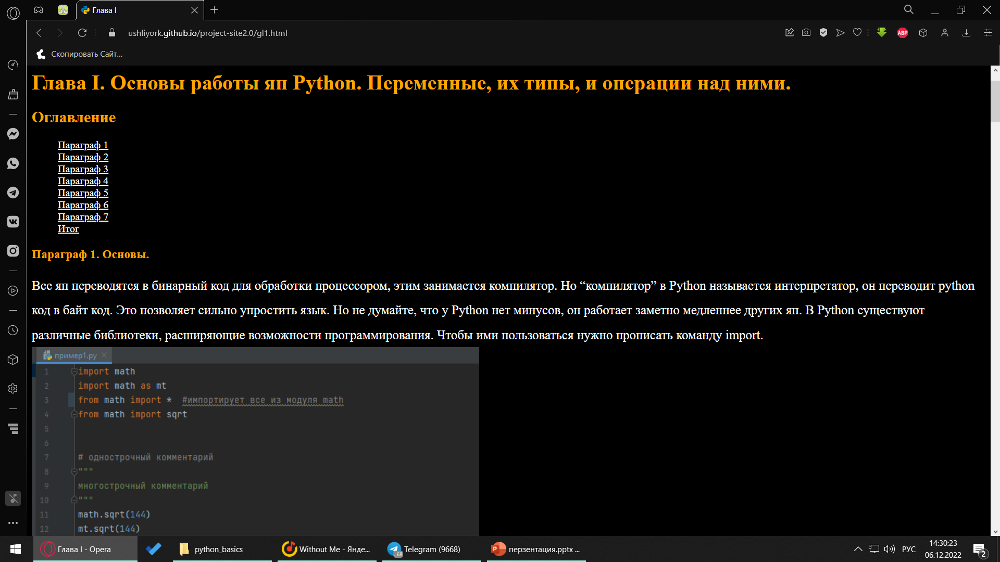 Глава I
ushliyork.github.io/project-site2.0/gl1.html
ABP
Скопировать Сайт...
Глава I. Основы работы яп Python. Переменные, их типы, и операции над ними.
Оглавление
Параграф 1
Параграф 2
Параграф 3
Параграф 4
Параграф 5
Параграф 6
Параграф 7
Итог
Параграф 1. Основы.
Все яп переводятся в бинарный код для обработки процессором, этим занимается компилятор. Но “компилятор” в Python называется интерпретатор, он переводит python
код в байт код. Это позволяет сильно упростить язык. Но не думайте, что у Python нет минусов, он работает заметно медленнее других яп. В Python существуют
различные библиотеки, расширяющие возможности программирования. Чтобы ими пользоваться нужно прописать команду import.
пример1.py
1 import math
2 import math as mt
3 from math import * #импортирует все из модуля math
4 from math import sqrt
5
6
7 # однострочный комментарий
8 """
9 многострочный комментарий
10 """
11 math.sqrt(144)
12 mt.sqrt(144)
Глава I - Opera
python_basics
Without Me - Янде...
..68
Telegram (9668)
P
перзентация.pptx ...
РУС
14:30:23
06.12.2022
2